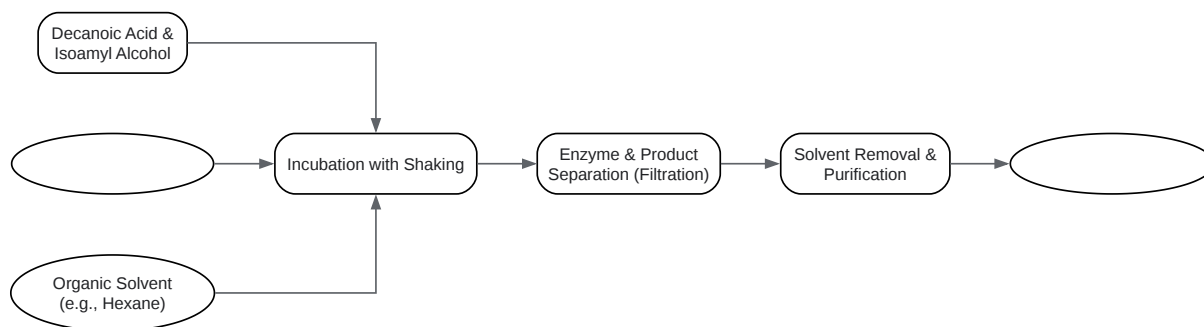 Decanoic Acid &
Isoamyl Alcohol
Incubation with Shaking
Enzyme & Product
Separation (Filtration)
Solvent Removal &
Purification
Organic Solvent
(e.g., Hexane)